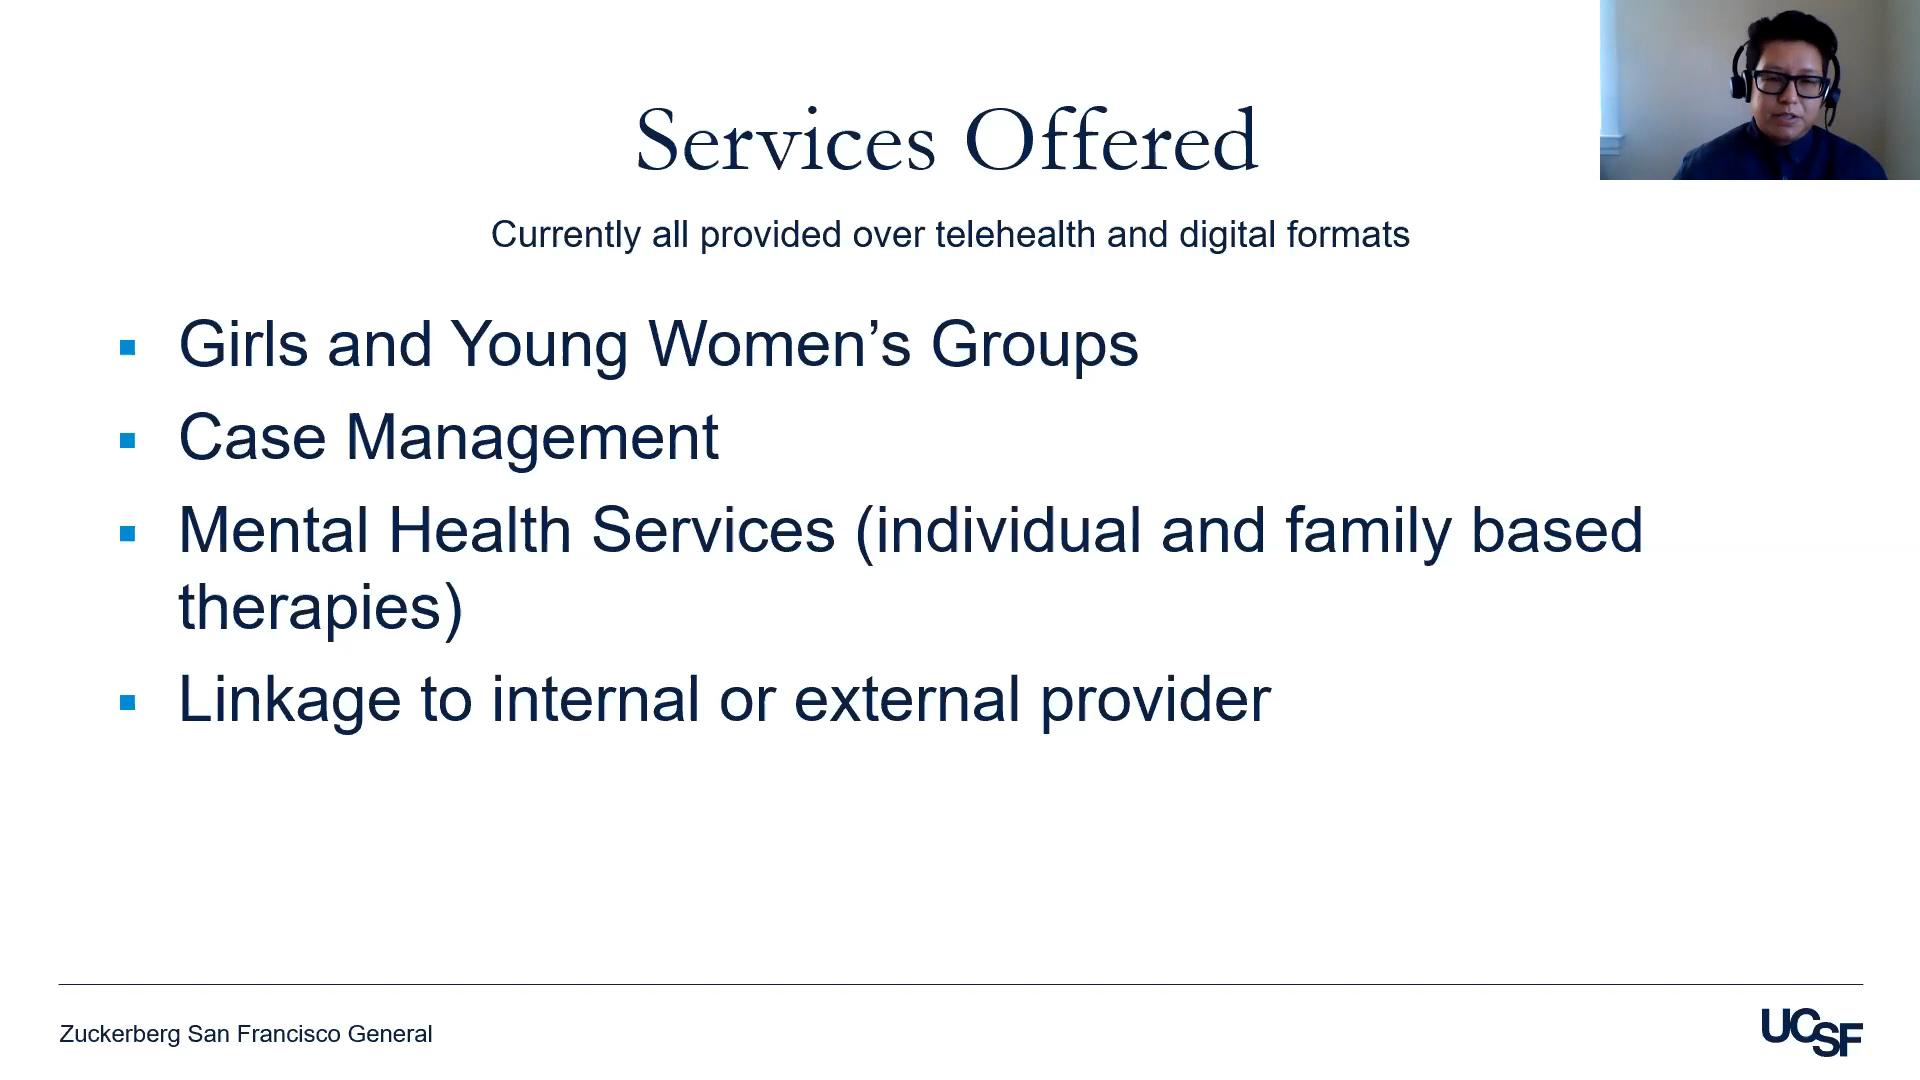 Services Offered
Currently all provided over telehealth and digital formats
▪ Girls and Young Women’s Groups
▪ Case Management
▪ Mental Health Services (individual and family based
therapies)
▪ Linkage to internal or external provider
Zuckerberg San Francisco General
UCSF